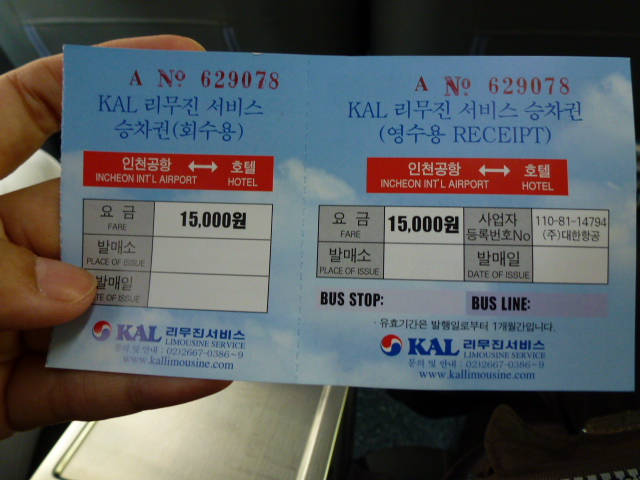 A No 629078
KAL 리무진 서비스
승차권(회수용)
인천공항 ↔ 호텔
INCHEON INT'L AIRPORT HOTEL
요 금 15,000원
FARE
발매소
PLACE OF ISSUE
발매일
DATE OF ISSUE
KAL 리무진서비스
LIMOUSINE SERVICE
문의 및 안내 : 02)2667-0386~9
www.kallimousine.com
A No 629078
KAL 리무진 서비스 승차권
(영수용 RECEIPT)
인천공항 ↔ 호텔
INCHEON INT'L AIRPORT HOTEL
요 금 15,000원 사업자 110-81-14794
FARE 등록번호No (주)대한항공
발매소 발매일
PLACE OF ISSUE DATE OF ISSUE
BUS STOP: BUS LINE:
· 유효기간은 발행일로부터 1개월간입니다.
KAL 리무진서비스
LIMOUSINE SERVICE
문의 및 안내 : 02)2667-0386~9
www.kallimousine.com